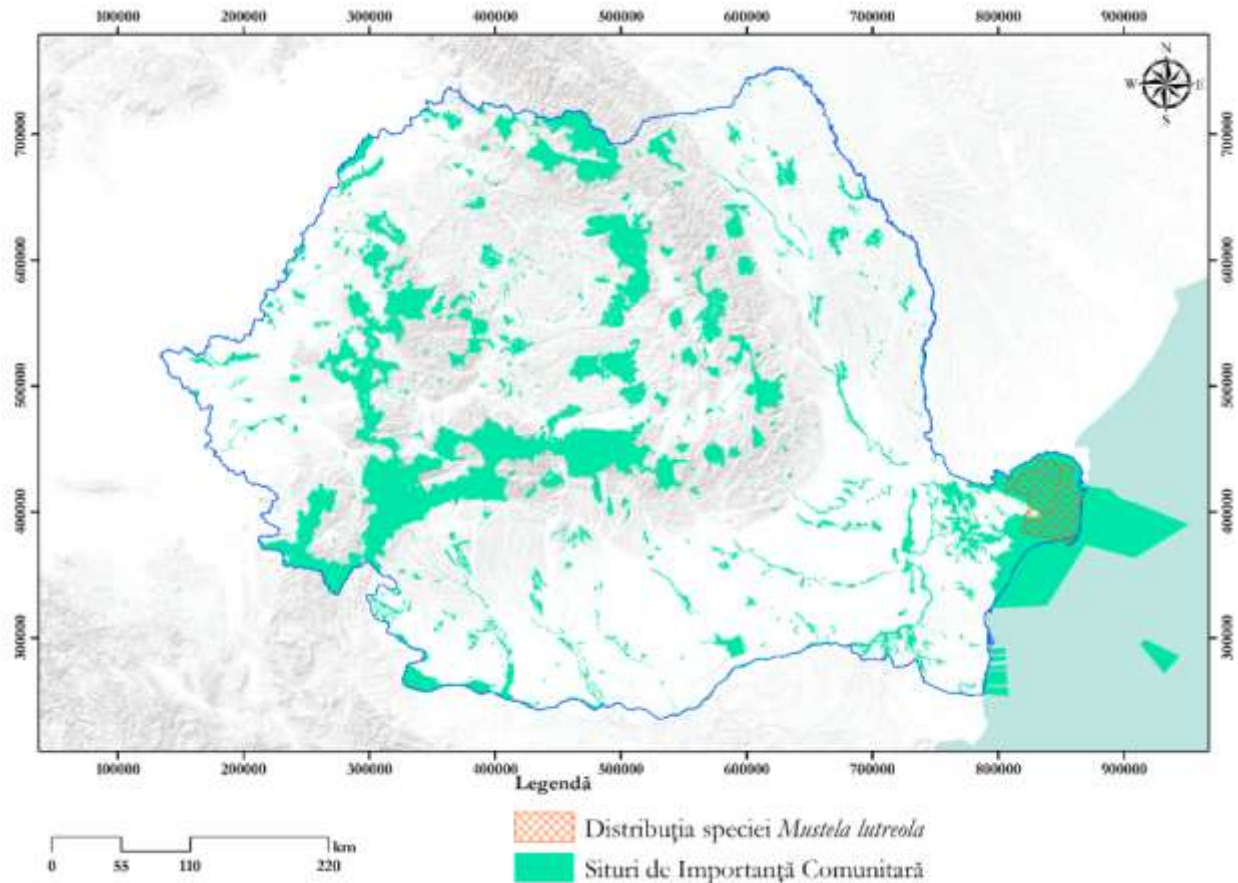 100000 200000 300000 400000 500000 600000 700000 800000 900000
N
W E
S
700000 700000
600000 600000
500000 500000
400000 400000
300000 300000
100000 200000 300000 400000 500000 600000 700000 800000 900000
Legendă
Distribuția speciei Mustela lutreola
km
0 55 110 220
Situri de Importanță Comunitară